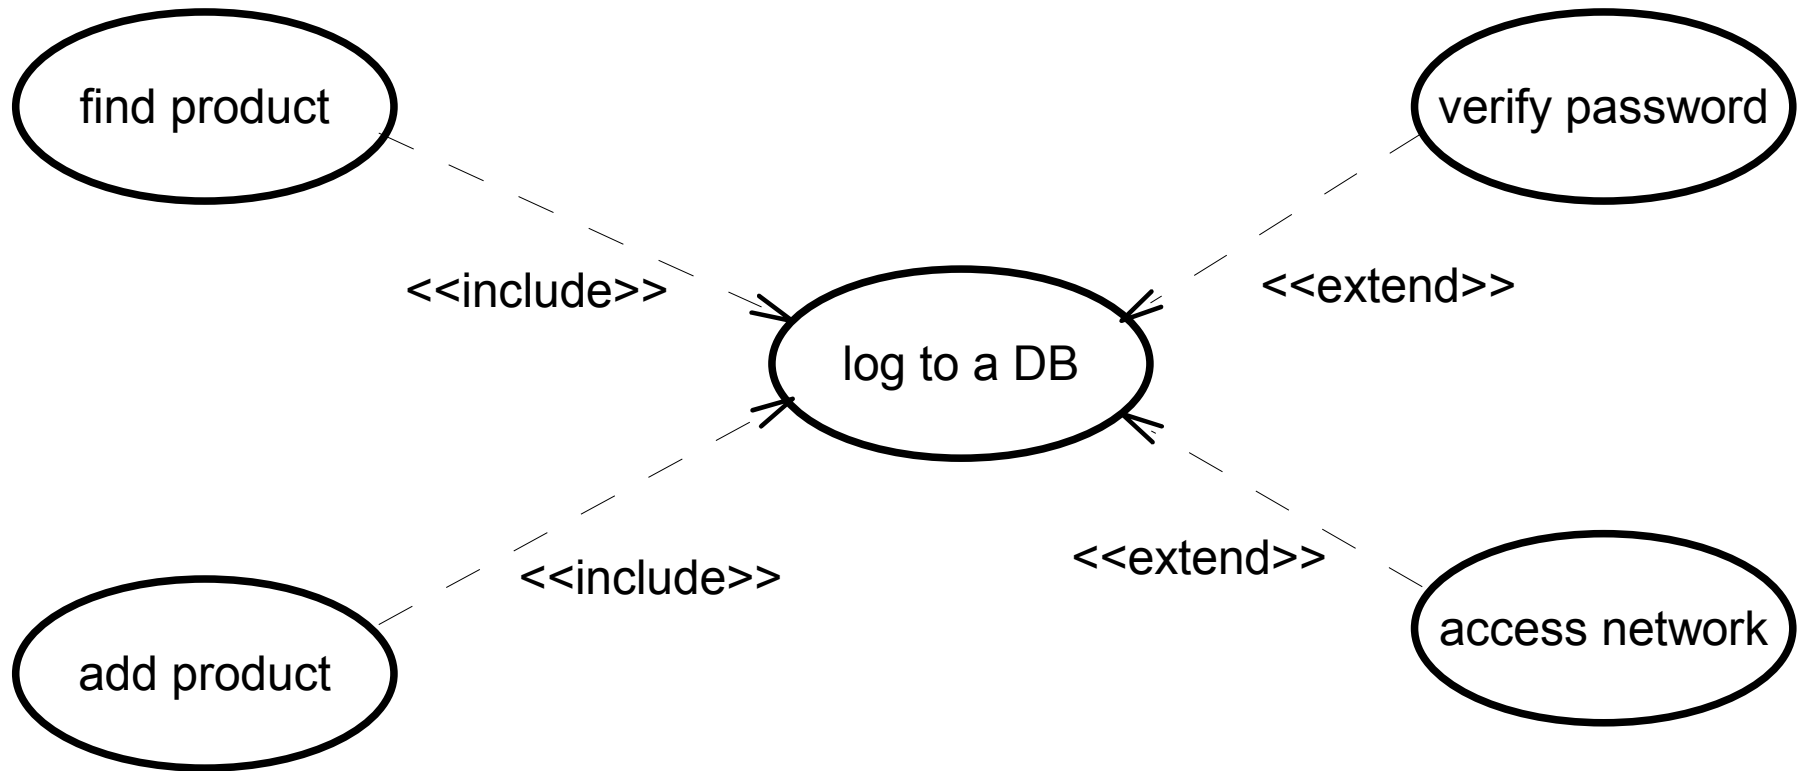 find product
verify password
<<include>>
<<extend>>
log to a DB
<<include>>
<<extend>>
add product
access network